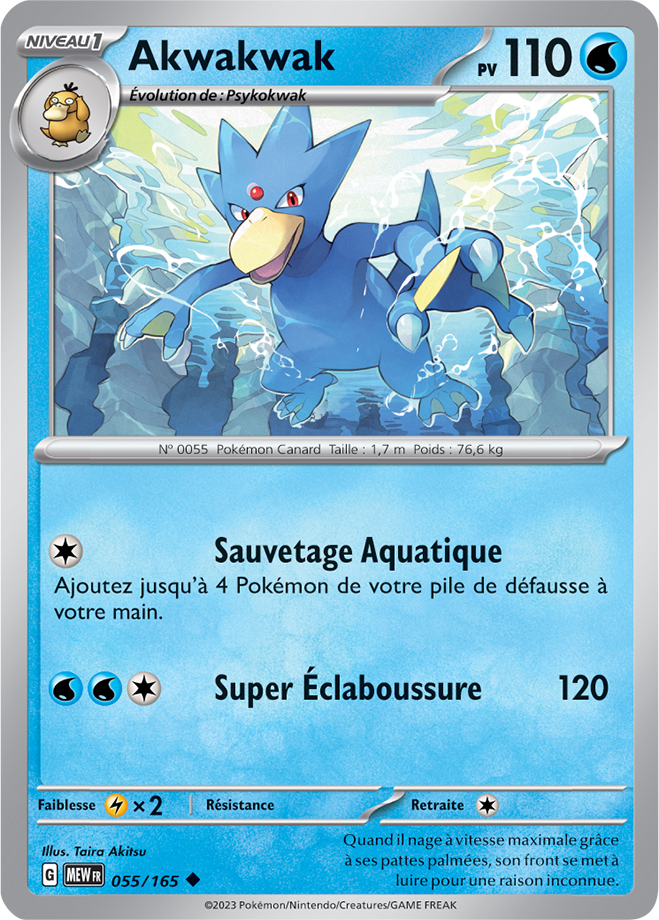 NIVEAU 1
Akwakwak
PV 110
Évolution de : Psykokwak
N° 0055 Pokémon Canard Taille : 1,7 m Poids : 76,6 kg
Sauvetage Aquatique
Ajoutez jusqu'à 4 Pokémon de votre pile de défausse à
votre main.
Super Éclaboussure 120
Faiblesse ×2 Résistance Retraite
Illus. Taira Akitsu
G MEW FR 055/165
Quand il nage à vitesse maximale grâce
à ses pattes palmées, son front se met à
luire pour une raison inconnue.
©2023 Pokémon/Nintendo/Creatures/GAME FREAK